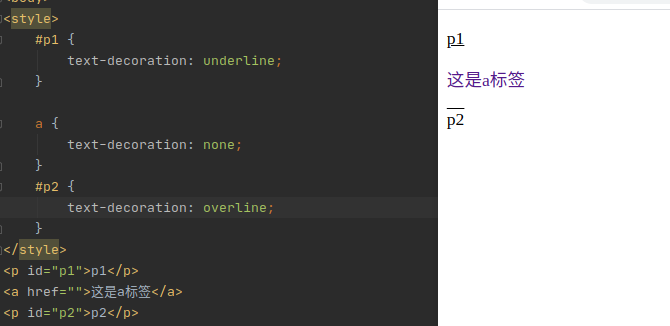 <body>
<style>
#p1 {
text-decoration: underline;
}
a {
text-decoration: none;
}
#p2 {
text-decoration: overline;
}
</style>
<p id="p1">p1</p>
<a href="">这是a标签</a>
<p id="p2">p2</p>
p1
这是a标签
p2